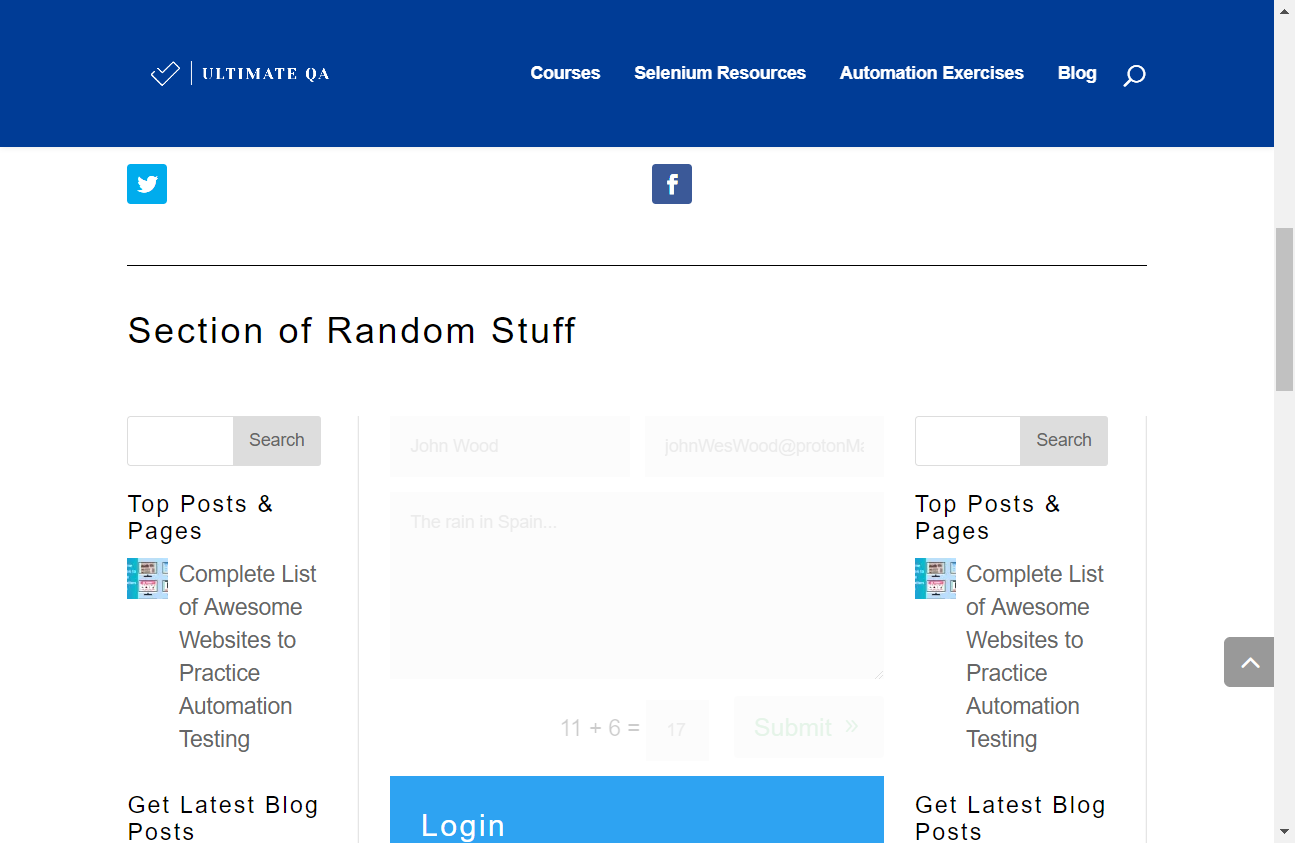 ULTIMATE QA
Courses Selenium Resources Automation Exercises Blog
Section of Random Stuff
Search
Top Posts &
Pages
Complete List
of Awesome
Websites to
Practice
Automation
Testing
Get Latest Blog
Posts
John Wood johnWesWood@protonMa
The rain in Spain...
11 + 6 = 17 Submit »
Login
Search
Top Posts &
Pages
Complete List
of Awesome
Websites to
Practice
Automation
Testing
Get Latest Blog
Posts